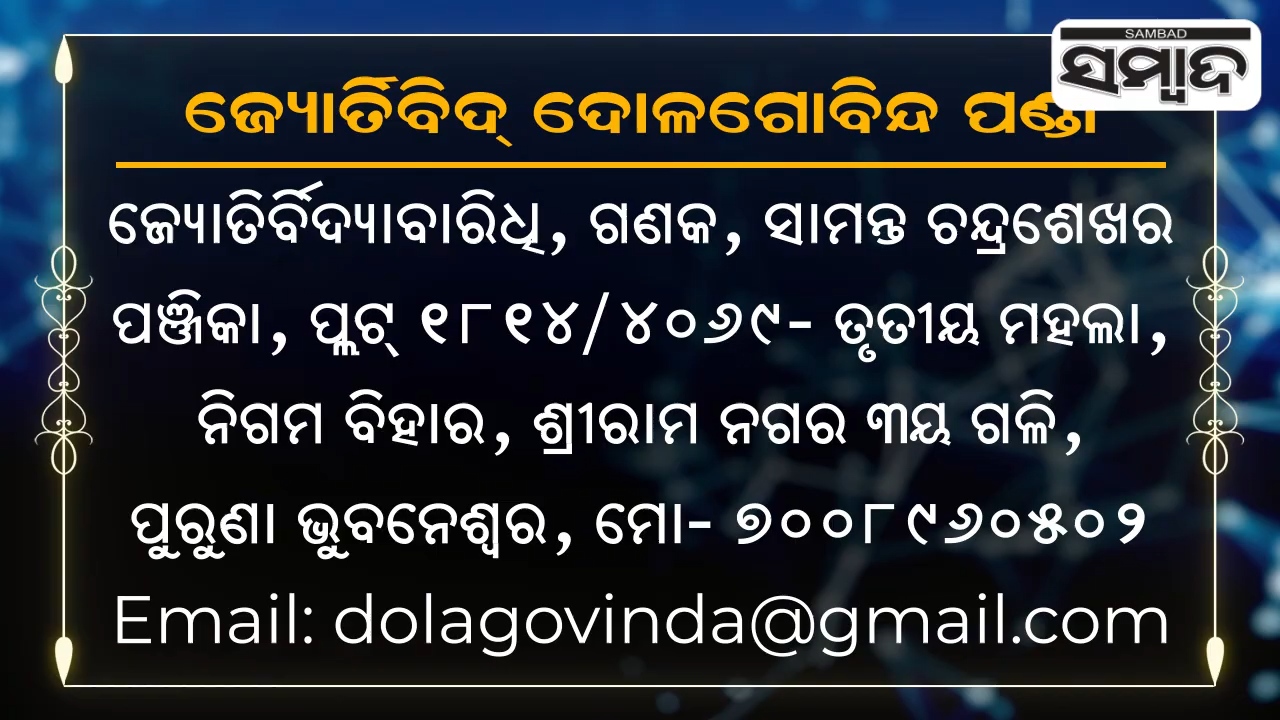 SAMBAD
ସମ୍ବାଦ
ଜ୍ୟୋର୍ତିବିଦ୍ ଦୋଳଗୋବିନ୍ଦ ପଣ୍ଡା
ଜ୍ୟୋତିର୍ବିଦ୍ୟାବାରିଧି, ଗଣକ, ସାମନ୍ତ ଚନ୍ଦ୍ରଶେଖର
ପଞ୍ଜିକା, ପ୍ଲଟ୍ ୧୮୧୪/୪୦୬୯- ତୃତୀୟ ମହଲା,
ନିଗମ ବିହାର, ଶ୍ରୀରାମ ନଗର ୩ୟ ଗଳି,
ପୁରୁଣା ଭୁବନେଶ୍ୱର, ମୋ- ୭୦୦୮୯୬୦୫୦୨
Email: dolagovinda@gmail.com